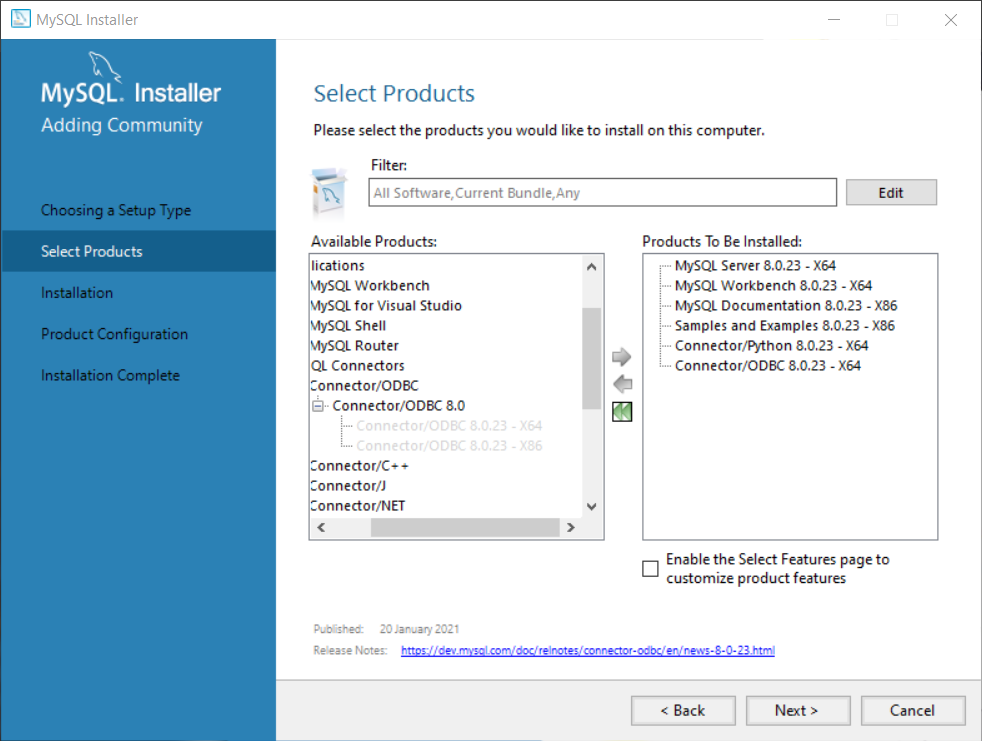 MySQL Installer
MySQL. Installer
Adding Community
Choosing a Setup Type
Select Products
Installation
Product Configuration
Installation Complete
Select Products
Please select the products you would like to install on this computer.
Filter:
All Software,Current Bundle,Any
Edit
Available Products:
lications
MySQL Workbench
MySQL for Visual Studio
MySQL Shell
MySQL Router
QL Connectors
Connector/ODBC
Connector/ODBC 8.0
Connector/ODBC 8.0.23 - X64
Connector/ODBC 8.0.23 - X86
Connector/C++
Connector/J
Connector/NET
Products To Be Installed:
MySQL Server 8.0.23 - X64
MySQL Workbench 8.0.23 - X64
MySQL Documentation 8.0.23 - X86
Samples and Examples 8.0.23 - X86
Connector/Python 8.0.23 - X64
Connector/ODBC 8.0.23 - X64
Enable the Select Features page to
customize product features
Published: 20 January 2021
Release Notes: https://dev.mysql.com/doc/relnotes/connector-odbc/en/news-8-0-23.html
< Back
Next >
Cancel